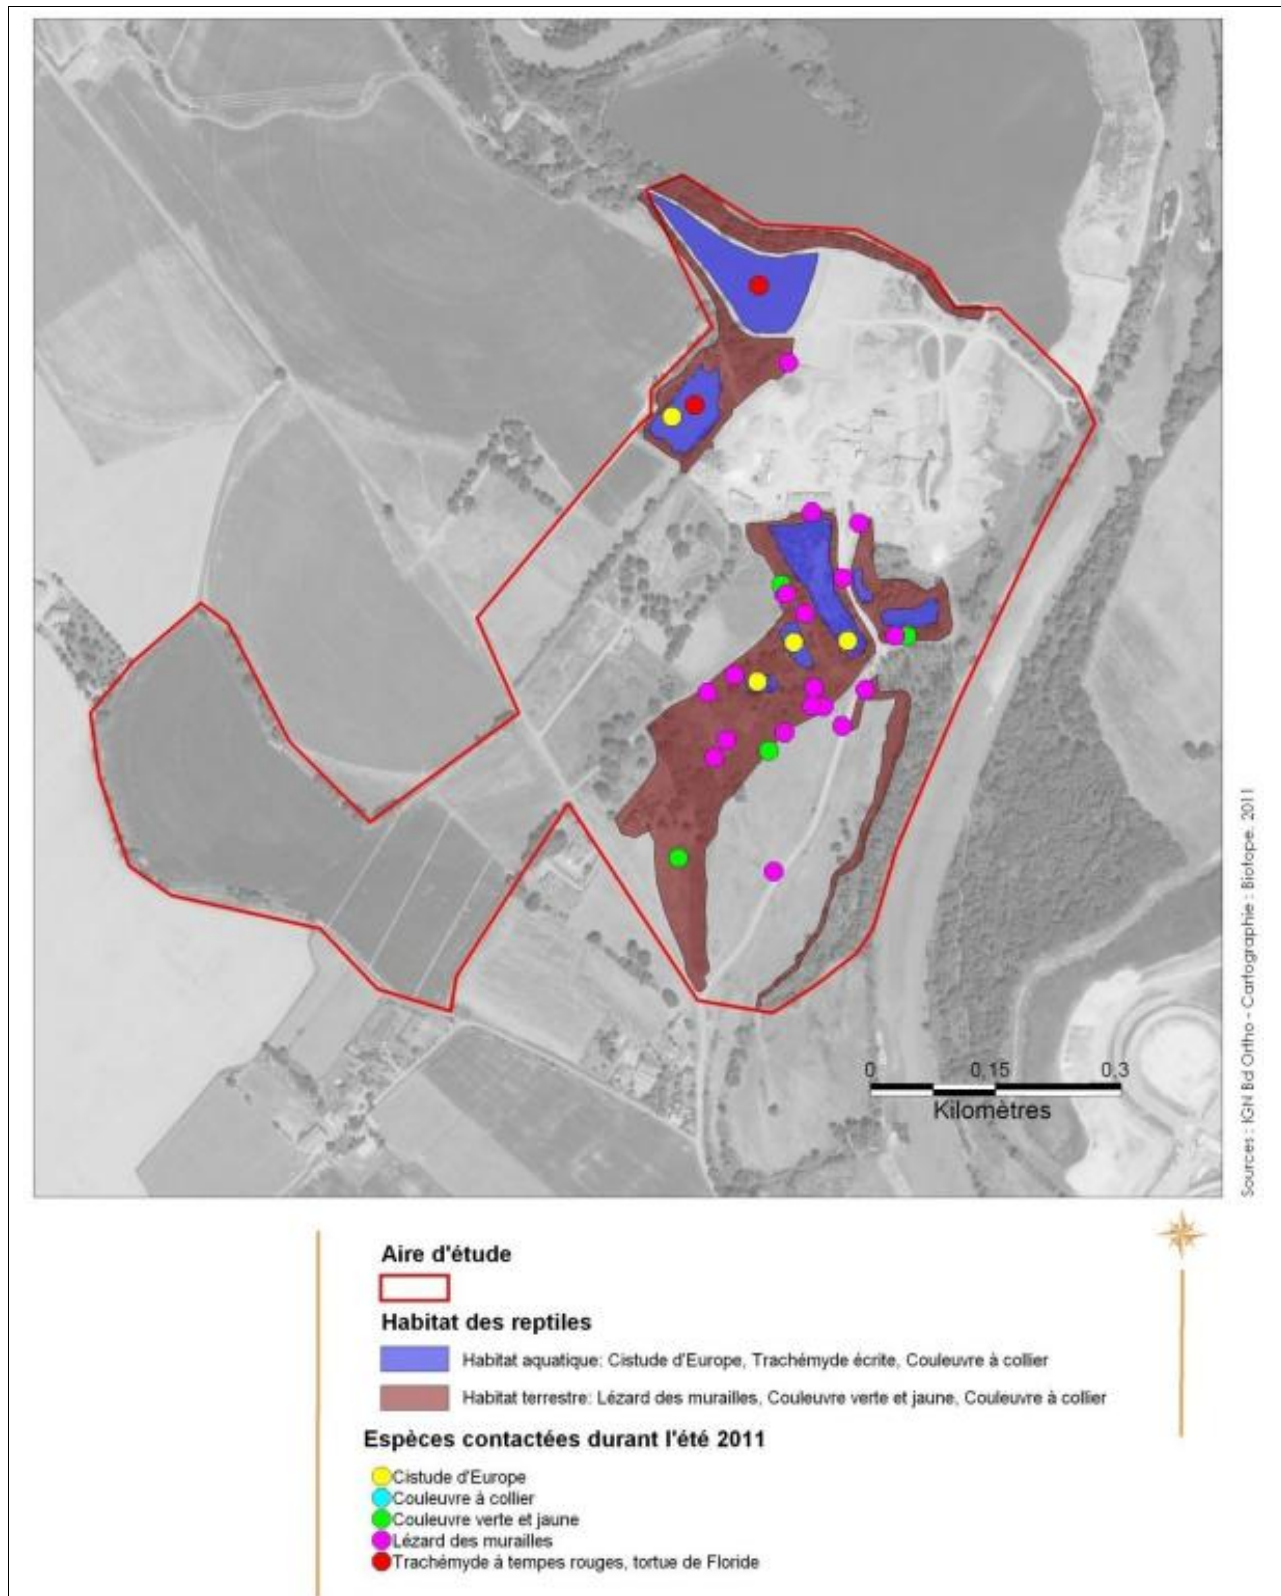 0 0,15 0,3
Kilomètres
Sources : IGN Bd Ortho - Cartographie : Biotope, 2011
Aire d'étude
Habitat des reptiles
Habitat aquatique: Cistude d'Europe, Trachémyde écrite, Couleuvre à collier
Habitat terrestre: Lézard des murailles, Couleuvre verte et jaune, Couleuvre à collier
Espèces contactées durant l'été 2011
Cistude d'Europe
Couleuvre à collier
Couleuvre verte et jaune
Lézard des murailles
Trachémyde à tempes rouges, tortue de Floride